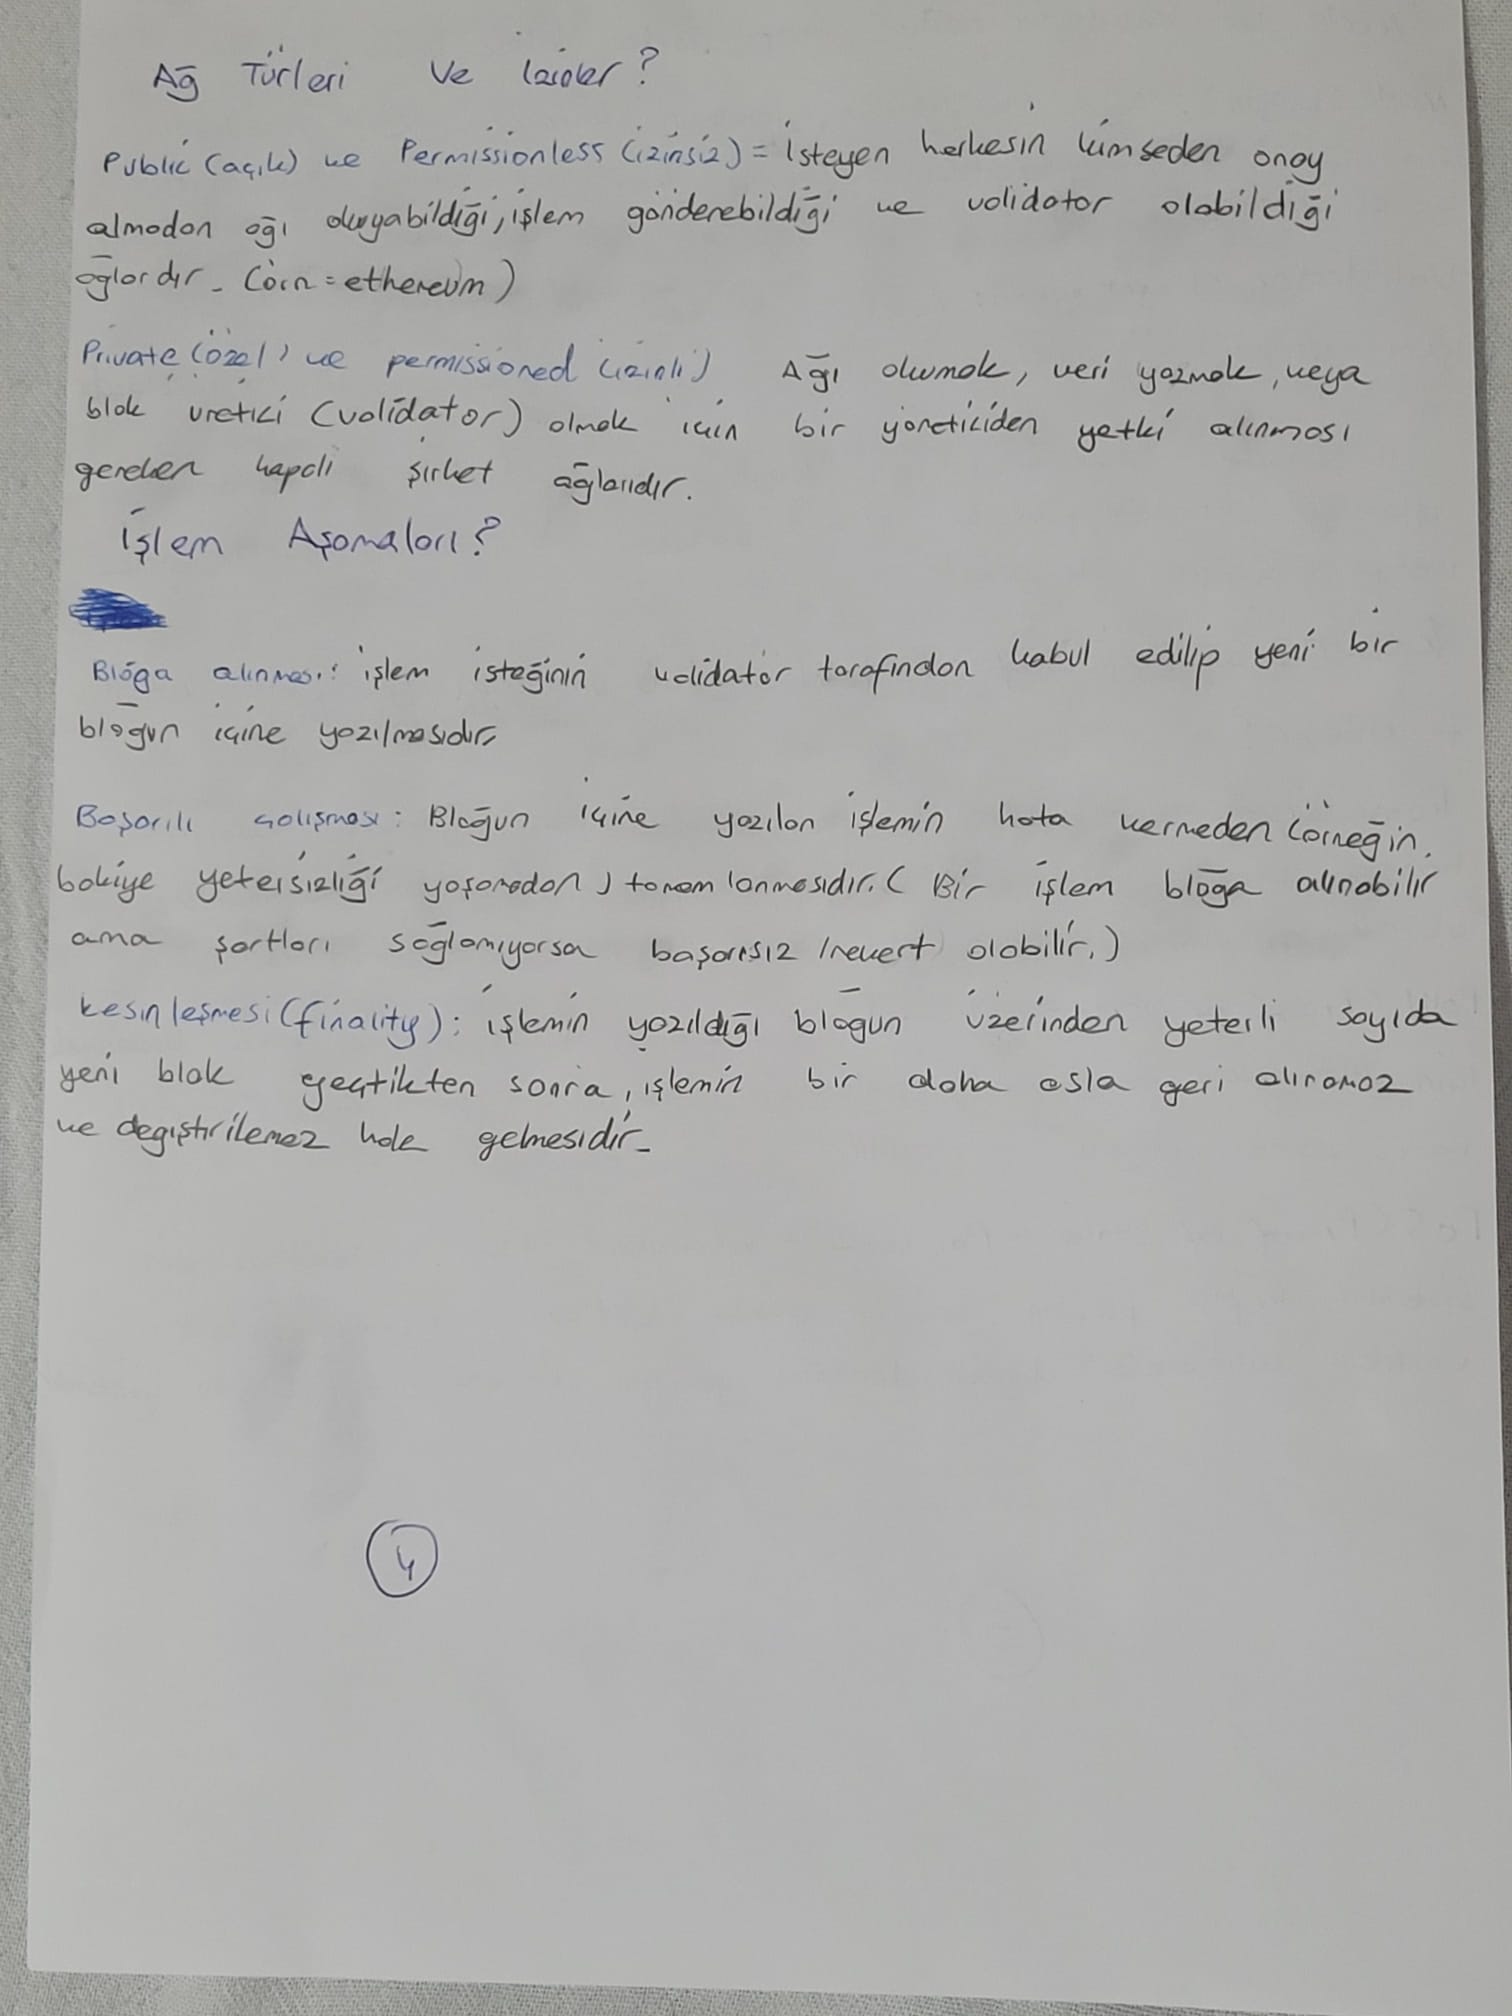 Ağ Türleri ve İzinler?
Public (açık) ve Permissionless (izinsiz) = İsteyen herkesin kimseden onay
almadan ağı okuyabildiği, işlem gönderebildiği ve validator olabildiği
ağlardır. (örn = ethereum)
Private (özel) ve permissioned (izinli) Ağı okumak, veri yazmak, veya
blok üretici (validator) olmak için bir yöneticiden yetki alınması
gereken kapalı şirket ağlarıdır.
İşlem Aşamaları?
Bloğa alınması: işlem isteğinin validator tarafından kabul edilip yeni bir
bloğun içine yazılmasıdır.
Başarılı çalışması: Bloğun içine yazılan işlemin hata vermeden (örneğin,
bakiye yetersizliği yaşamadan) tamamlanmasıdır. (Bir işlem bloğa alınabilir
ama şartları sağlamıyorsa başarısız /revert olabilir.)
kesinleşmesi (finality): işlemin yazıldığı bloğun üzerinden yeterli sayıda
yeni blok geçtikten sonra, işlemin bir daha asla geri alınamaz
ve değiştirilemez hale gelmesidir.
4